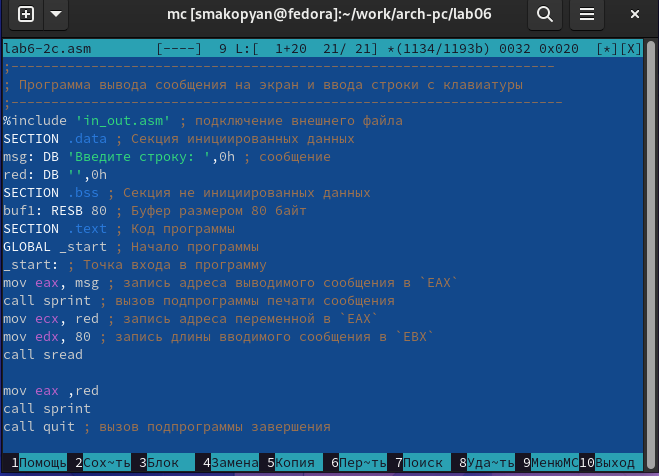 mc [smakopyan@fedora]:~/work/arch-pc/lab06
lab6-2c.asm [----] 9 L:[ 1+20 21/ 21] *(1134/1193b) 0032 0x020 [*][X]
;--------------------------------------------------------------------
; Программа вывода сообщения на экран и ввода строки с клавиатуры
;---------------------------------------------------------------------
%include 'in_out.asm' ; подключение внешнего файла
SECTION .data ; Секция инициированных данных
msg: DB 'Введите строку: ',0h ; сообщение
red: DB '',0h
SECTION .bss ; Секция не инициированных данных
buf1: RESB 80 ; Буфер размером 80 байт
SECTION .text ; Код программы
GLOBAL _start ; Начало программы
_start: ; Точка входа в программу
mov eax, msg ; запись адреса выводимого сообщения в `EAX`
call sprint ; вызов подпрограммы печати сообщения
mov ecx, red ; запись адреса переменной в `EAX`
mov edx, 80 ; запись длины вводимого сообщения в `EBX`
call sread
mov eax ,red
call sprint
call quit ; вызов подпрограммы завершения
1Помощь 2Сох~ть 3Блок 4Замена 5Копия 6Пер~ть 7Поиск 8Уда~ть 9МенюМС 10Выход